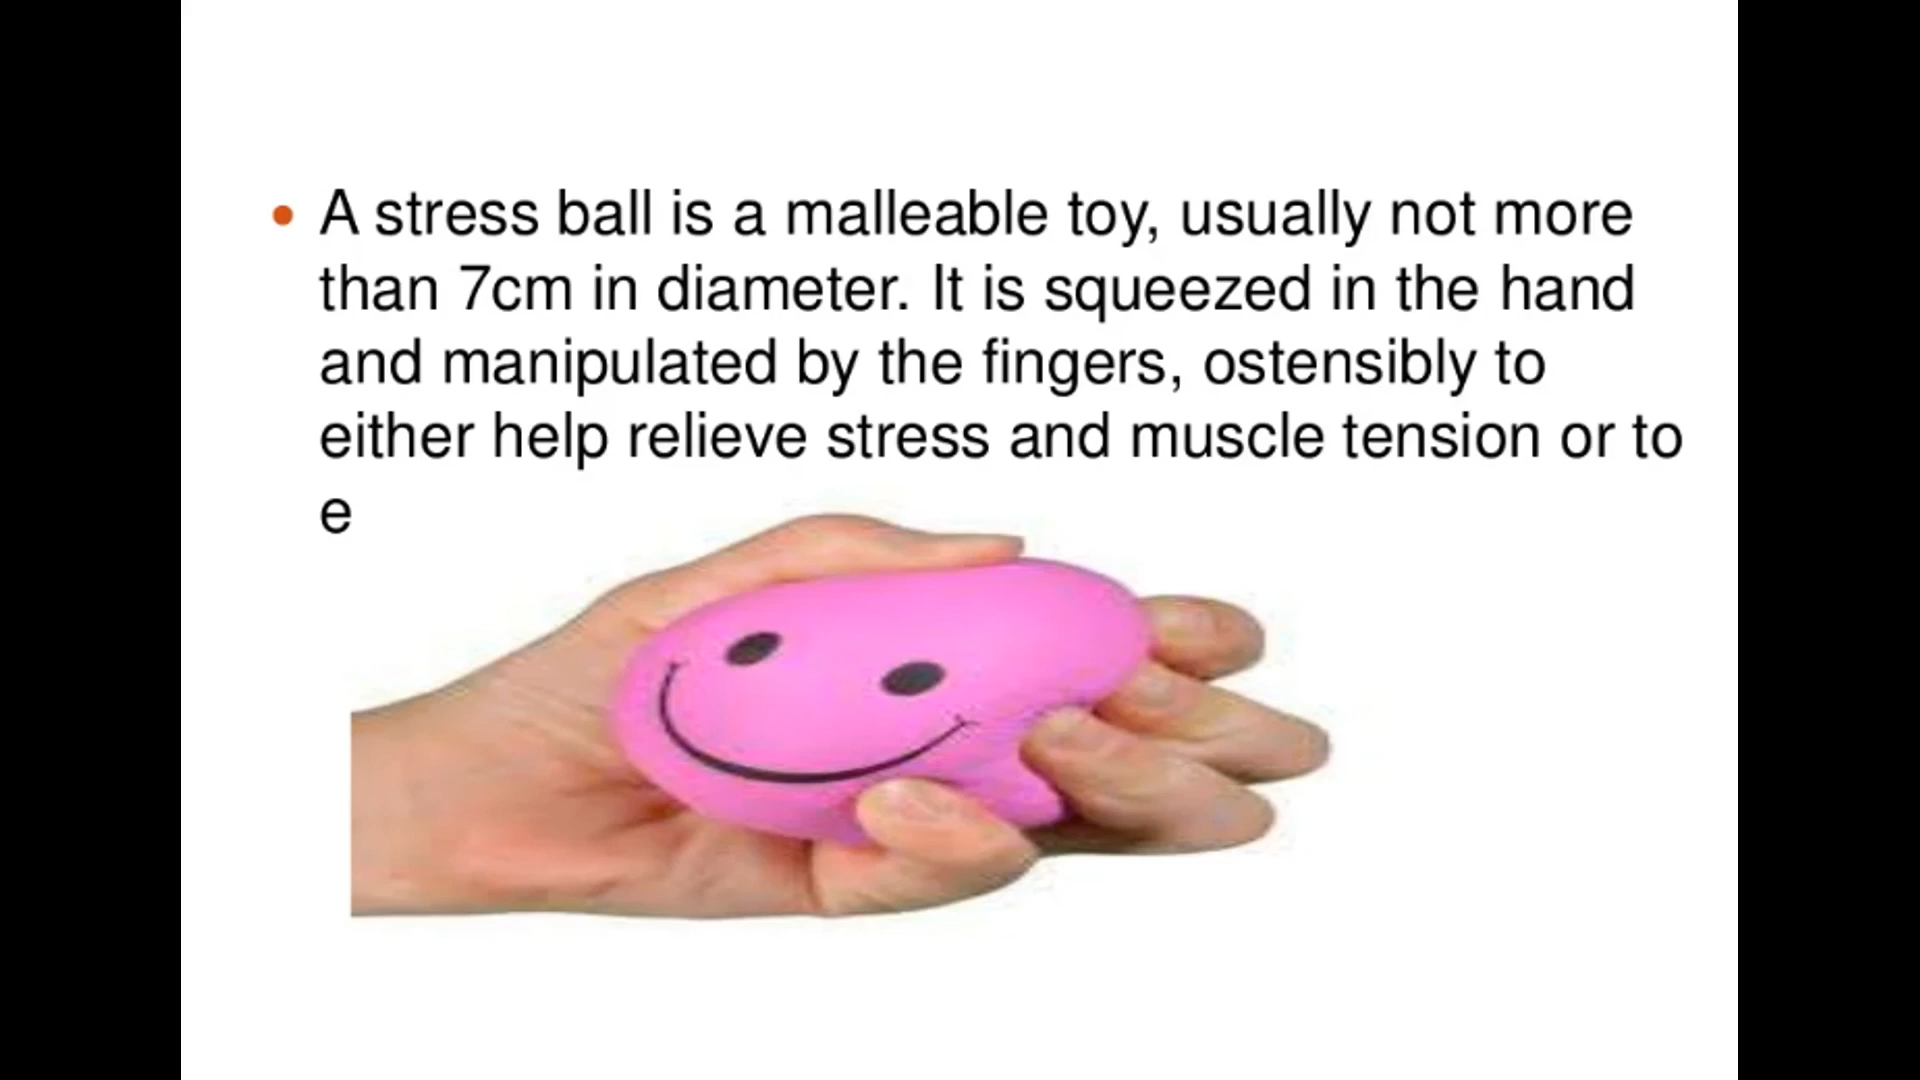 • A stress ball is a malleable toy, usually not more
than 7cm in diameter. It is squeezed in the hand
and manipulated by the fingers, ostensibly to
either help relieve stress and muscle tension or to
e